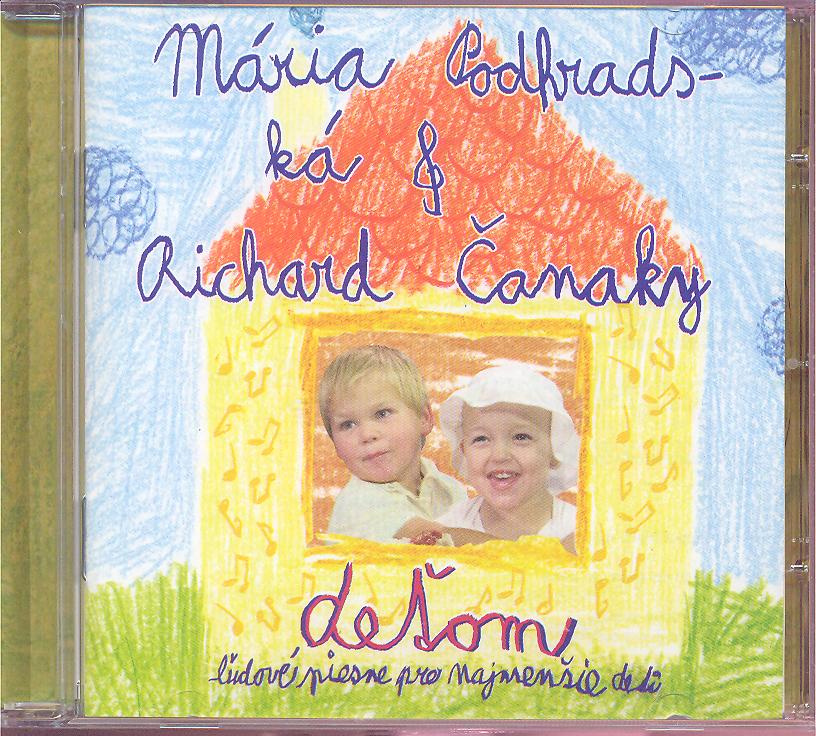 Mária Podhrads-
ká &
Richard Čanaky
deťom
ľudové piesne pre najmenšie deti